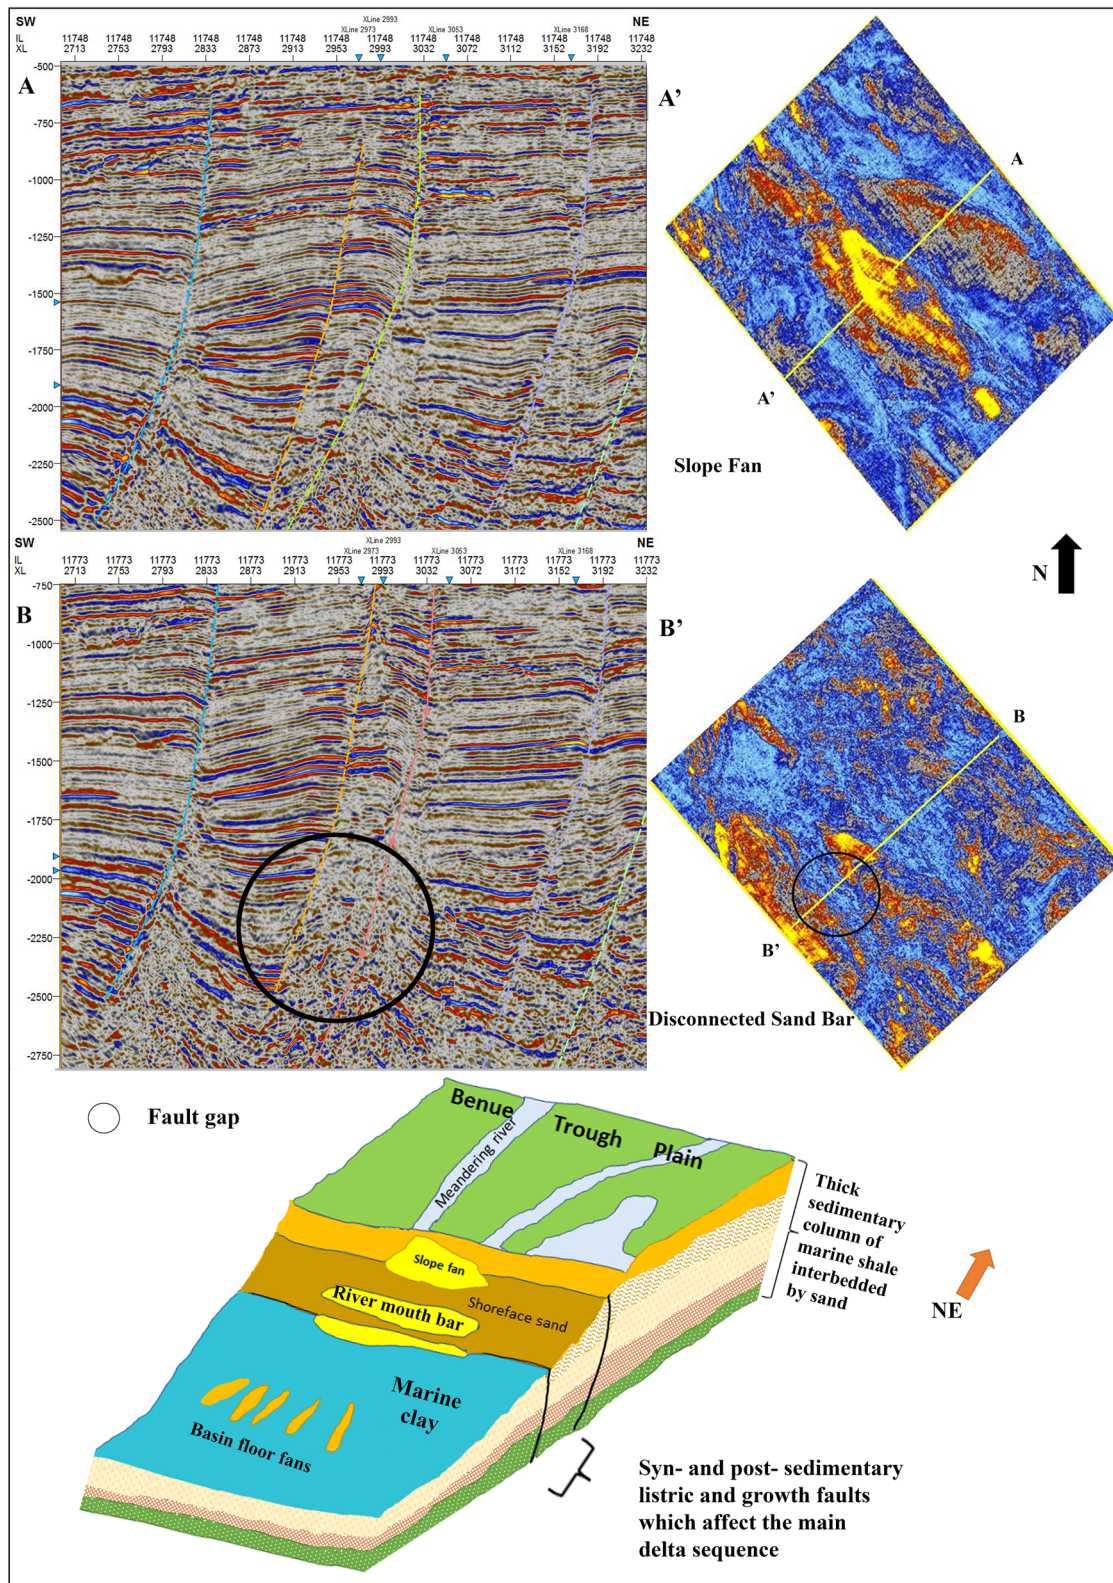 SW
NE
XLine 2993
XLine 2973
XLine 3053
XLine 3168
IL 11748 11748 11748 11748 11748 11748 11748 11748 11748 11748 11748 11748 11748 11748
XL 2713 2753 2793 2833 2873 2913 2953 2993 3032 3072 3112 3152 3192 3232
A
-500
-750
-1000
-1250
-1500
-1750
-2000
-2250
-2500
A’
A
A’
Slope Fan
N
SW
NE
XLine 2993
XLine 2973
XLine 3053
XLine 3168
IL 11773 11773 11773 11773 11773 11773 11773 11773 11773 11773 11773 11773 11773 11773
XL 2713 2753 2793 2833 2873 2913 2953 2993 3032 3072 3112 3152 3192 3232
B
-750
-1000
-1250
-1500
-1750
-2000
-2250
-2500
-2750
B’
B
B’
Disconnected Sand Bar
Fault gap
Benue Trough Plain
Meandering river
Slope fan
River mouth bar
Shoreface sand
Marine
clay
Basin floor fans
Thick
sedimentary
column of
marine shale
interbedded
by sand
NE
Syn- and post- sedimentary
listric and growth faults
which affect the main
delta sequence